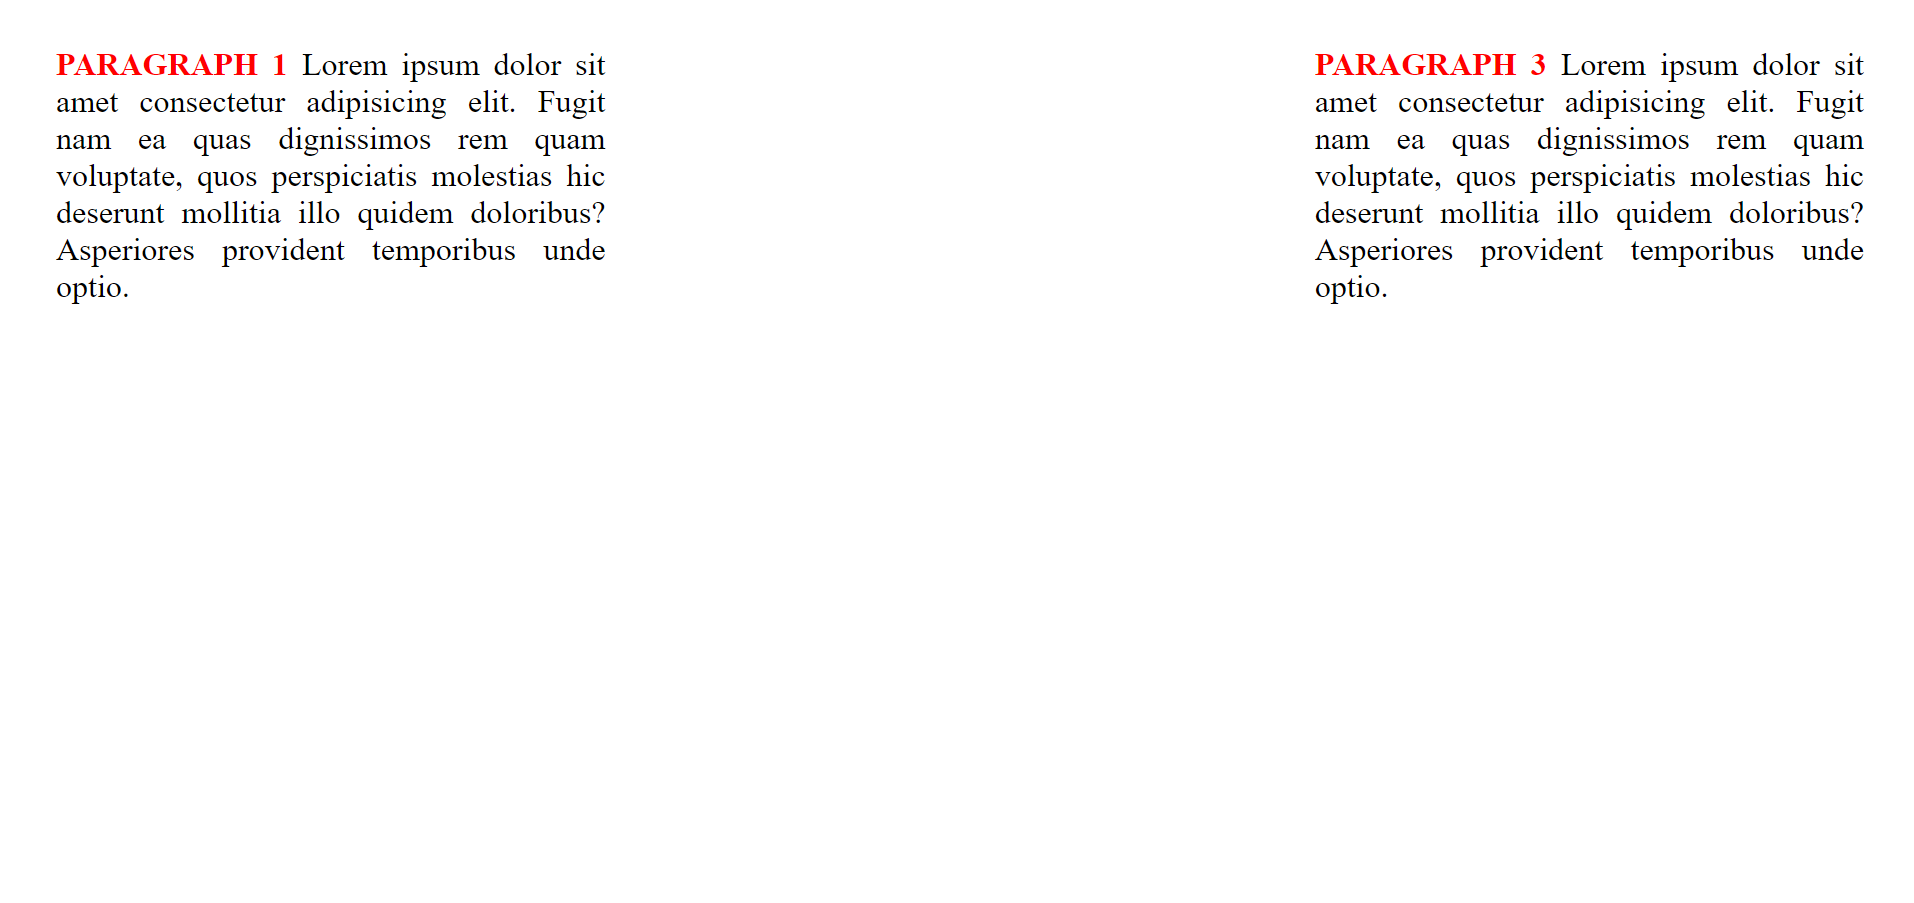 PARAGRAPH 1 Lorem ipsum dolor sit
amet consectetur adipisicing elit. Fugit
nam ea quas dignissimos rem quam
voluptate, quos perspiciatis molestias hic
deserunt mollitia illo quidem doloribus?
Asperiores provident temporibus unde
optio.
PARAGRAPH 3 Lorem ipsum dolor sit
amet consectetur adipisicing elit. Fugit
nam ea quas dignissimos rem quam
voluptate, quos perspiciatis molestias hic
deserunt mollitia illo quidem doloribus?
Asperiores provident temporibus unde
optio.